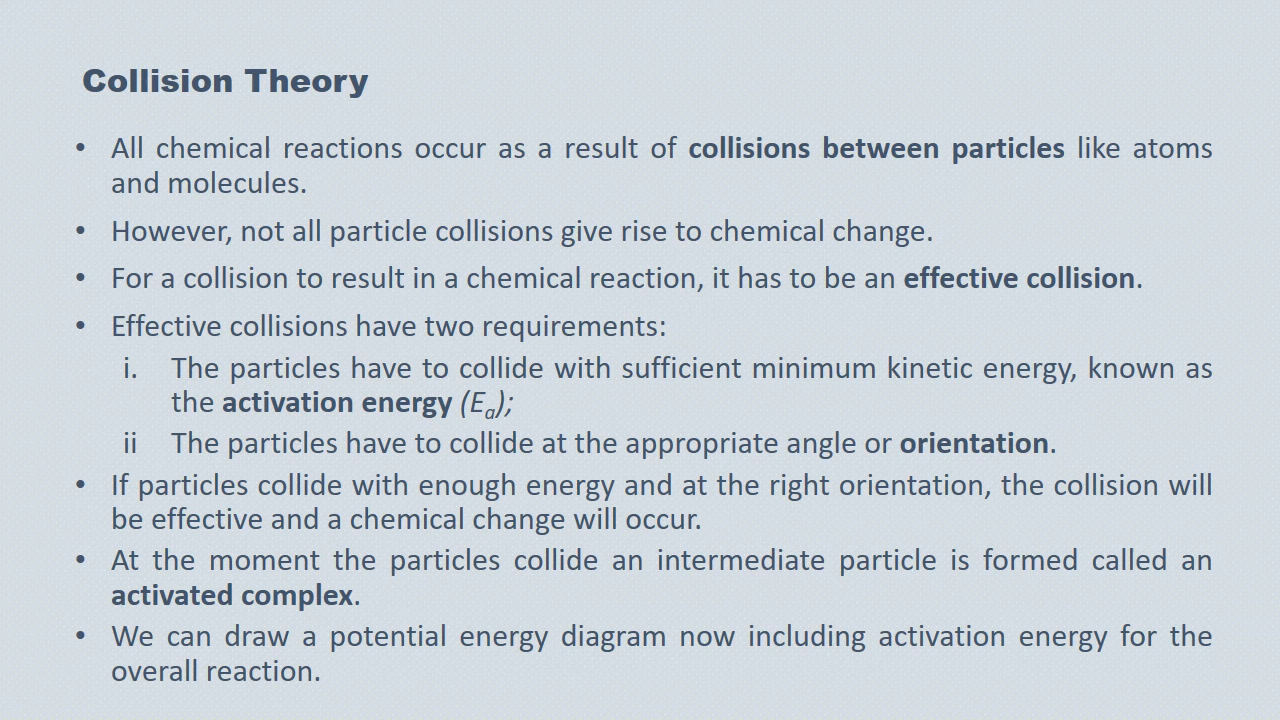 Collision Theory
• All chemical reactions occur as a result of collisions between particles like atoms
and molecules.
• However, not all particle collisions give rise to chemical change.
• For a collision to result in a chemical reaction, it has to be an effective collision.
• Effective collisions have two requirements:
i. The particles have to collide with sufficient minimum kinetic energy, known as
the activation energy (Ea);
ii The particles have to collide at the appropriate angle or orientation.
• If particles collide with enough energy and at the right orientation, the collision will
be effective and a chemical change will occur.
• At the moment the particles collide an intermediate particle is formed called an
activated complex.
• We can draw a potential energy diagram now including activation energy for the
overall reaction.